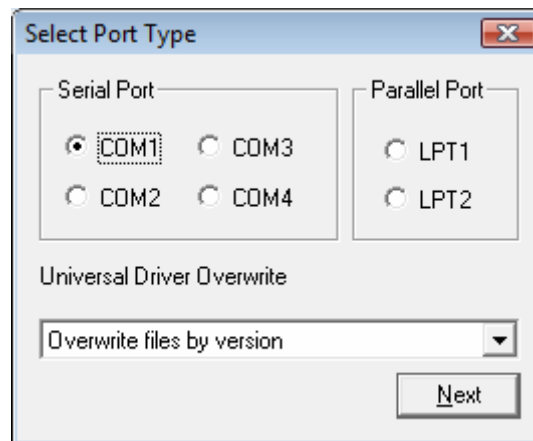 Select Port Type
Serial Port
Parallel Port
COM1
COM3
LPT1
COM2
COM4
LPT2
Universal Driver Overwrite
Overwrite files by version
Next